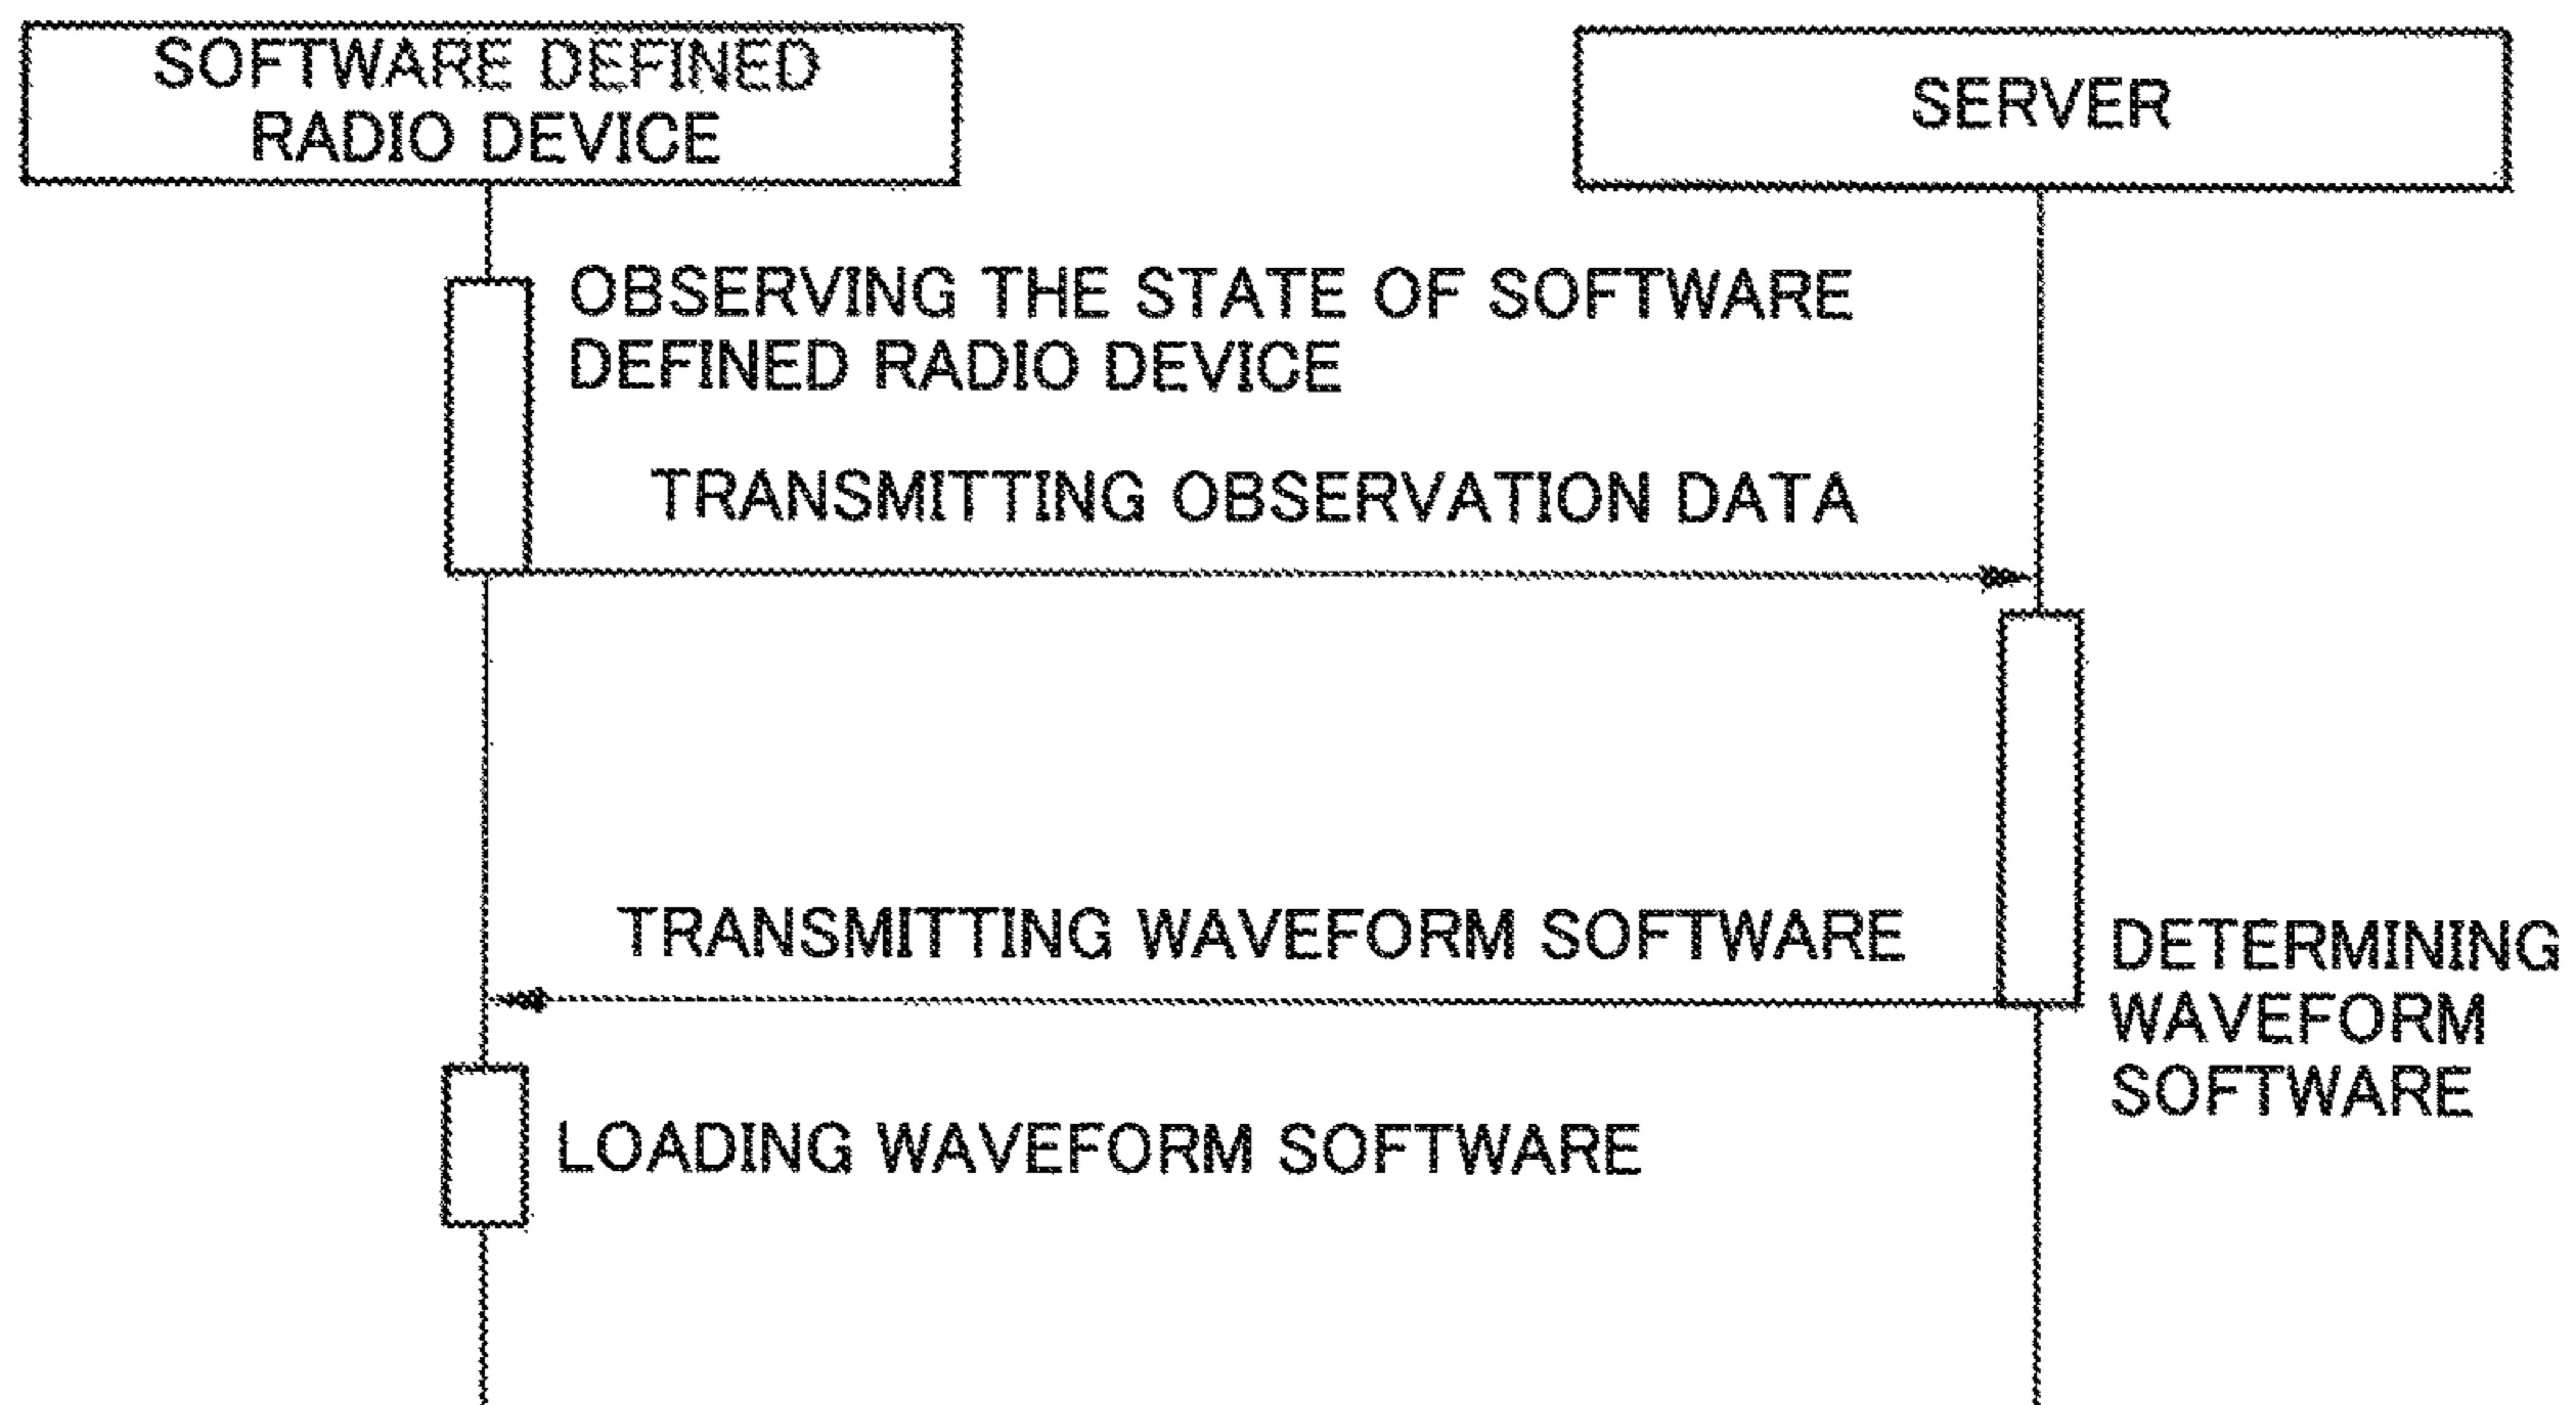 SOFTWARE DEFINED
RADIO DEVICE
SERVER
OBSERVING THE STATE OF SOFTWARE
DEFINED RADIO DEVICE
TRANSMITTING OBSERVATION DATA
TRANSMITTING WAVEFORM SOFTWARE
DETERMINING
WAVEFORM
SOFTWARE
LOADING WAVEFORM SOFTWARE